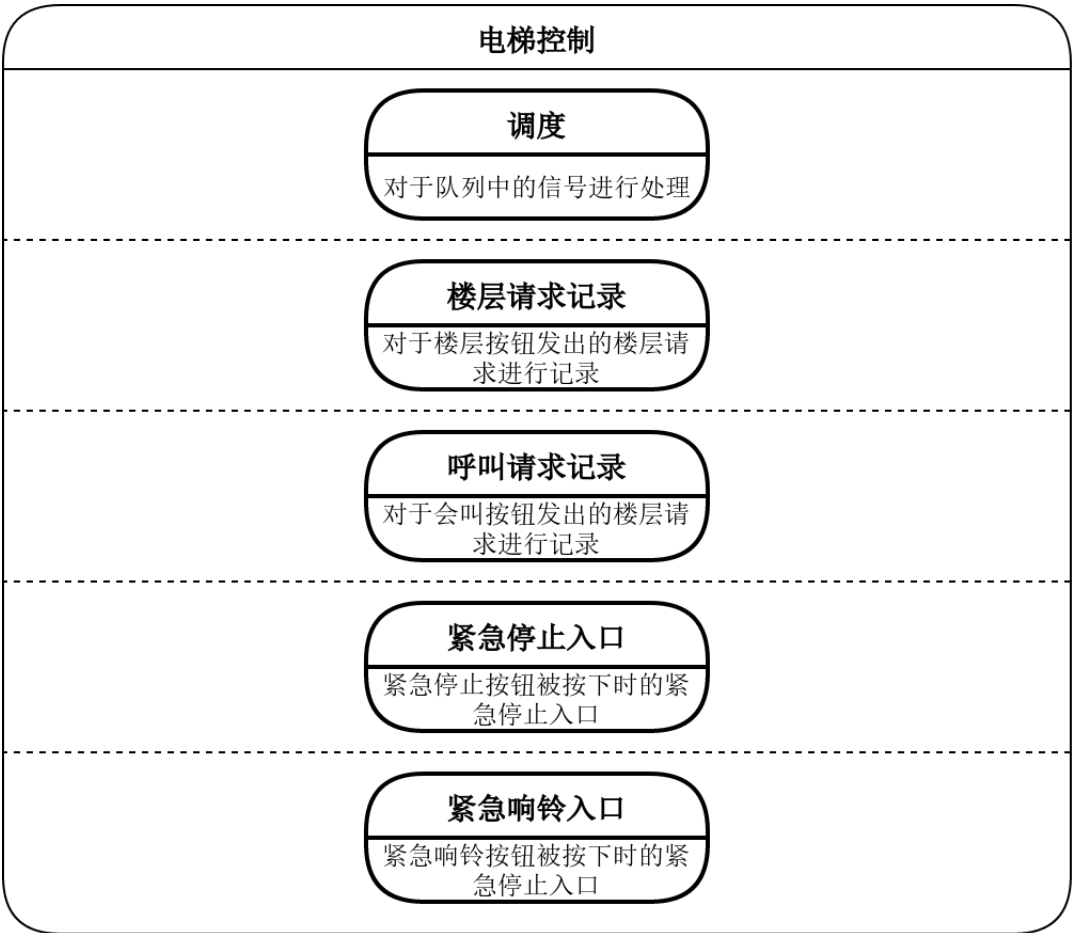 电梯控制
调度
对于队列中的信号进行处理
楼层请求记录
对于楼层按钮发出的楼层请
求进行记录
呼叫请求记录
对于会叫按钮发出的楼层请
求进行记录
紧急停止入口
紧急停止按钮被按下时的紧
急停止入口
紧急响铃入口
紧急响铃按钮被按下时的紧
急停止入口